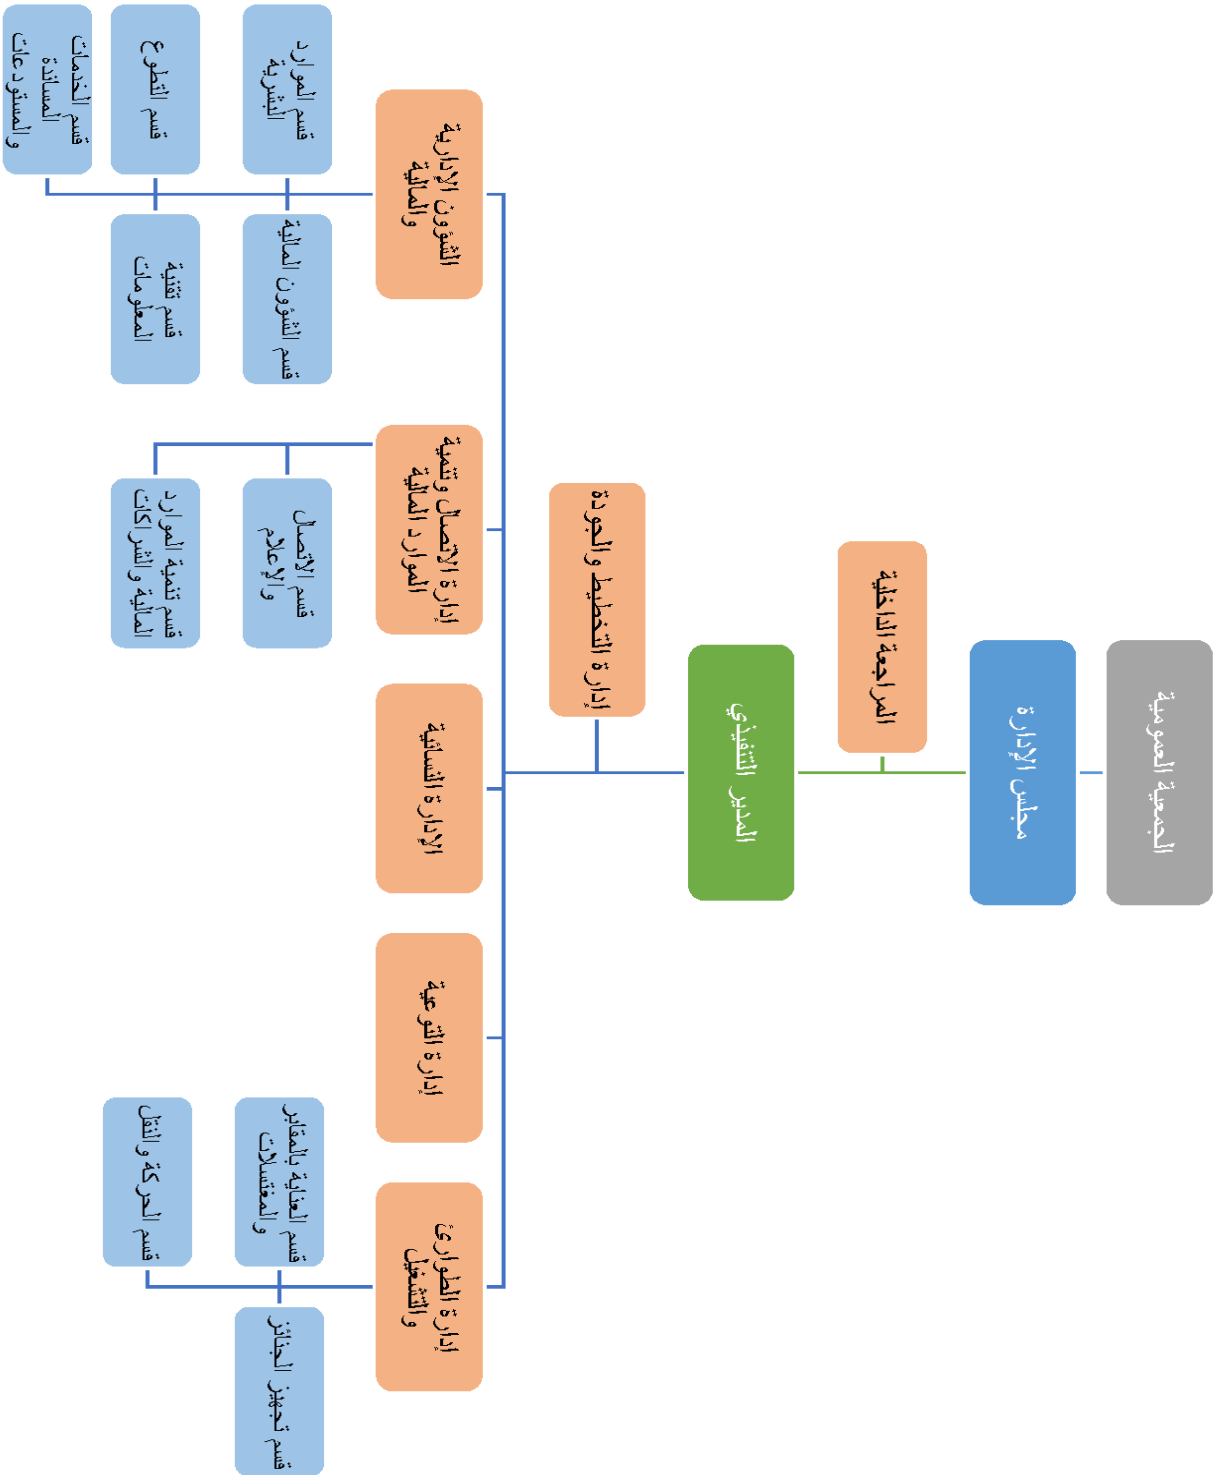 الجمعية العمومية
مجلس الإدارة
المراجعة الداخلية
المدير التنفيذي
إدارة التخطيط والجودة
إدارة الطوارئ
والتشغيل
إدارة التوعية
الإدارة النسائية
إدارة الاتصال وتنمية
الموارد المالية
الشؤون الإدارية
والمالية
قسم تجهيز الجنائز
قسم العناية بالمقابر
والمغتسلات
قسم الحركة والنقل
قسم الاتصال
والإعلام
قسم تنمية الموارد
المالية والشراكات
قسم الشؤون المالية
قسم الموارد
البشرية
قسم تقنية
المعلومات
قسم التطوع
قسم الخدمات
المساندة
والمستودعات